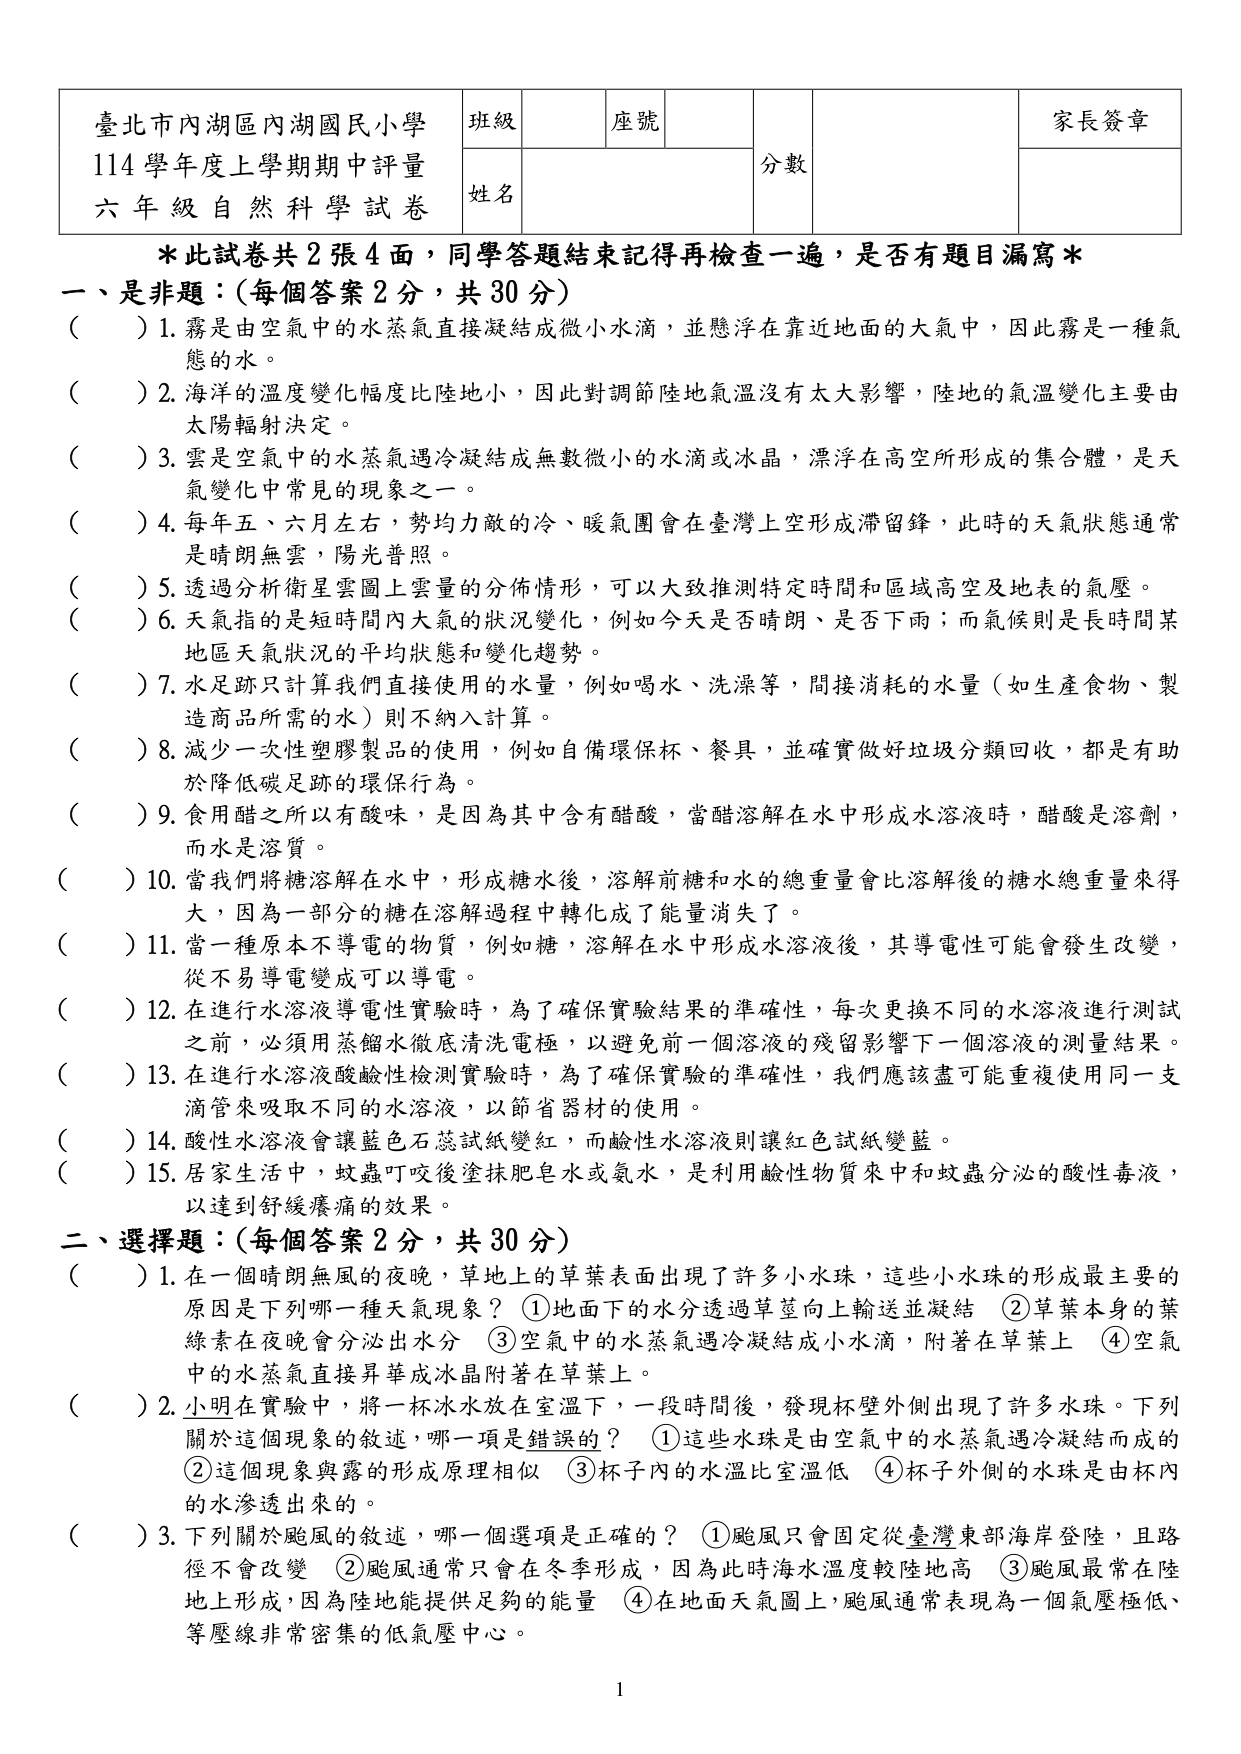 臺北市內湖區內湖國民小學
114 學年度上學期期中評量
六年級自然科學試卷
班級
座號
姓名
分數
家長簽章
＊此試卷共 2 張 4 面，同學答題結束記得再檢查一遍，是否有題目漏寫＊
一、是非題：(每個答案 2 分，共 30 分)
(　　) 1. 霧是由空氣中的水蒸氣直接凝結成微小水滴，並懸浮在靠近地面的大氣中，因此霧是一種氣
態的水。
(　　) 2. 海洋的溫度變化幅度比陸地小，因此對調節陸地氣溫沒有太大影響，陸地的氣溫變化主要由
太陽輻射決定。
(　　) 3. 雲是空氣中的水蒸氣遇冷凝結成無數微小的水滴或冰晶，漂浮在高空所形成的集合體，是天
氣變化中常見的現象之一。
(　　) 4. 每年五、六月左右，勢均力敵的冷、暖氣團會在臺灣上空形成滯留鋒，此時的天氣狀態通常
是晴朗無雲，陽光普照。
(　　) 5. 透過分析衛星雲圖上雲量的分佈情形，可以大致推測特定時間和區域高空及地表的氣壓。
(　　) 6. 天氣指的是短時間內大氣的狀況變化，例如今天是否晴朗、是否下雨；而氣候則是長時間某
地區天氣狀況的平均狀態和變化趨勢。
(　　) 7. 水足跡只計算我們直接使用的水量，例如喝水、洗澡等，間接消耗的水量（如生產食物、製
造商品所需的水）則不納入計算。
(　　) 8. 減少一次性塑膠製品的使用，例如自備環保杯、餐具，並確實做好垃圾分類回收，都是有助
於降低碳足跡的環保行為。
(　　) 9. 食用醋之所以有酸味，是因為其中含有醋酸，當醋溶解在水中形成水溶液時，醋酸是溶劑，
而水是溶質。
(　　) 10. 當我們將糖溶解在水中，形成糖水後，溶解前糖和水的總重量會比溶解後的糖水總重量來得
大，因為一部分的糖在溶解過程中轉化成了能量消失了。
(　　) 11. 當一種原本不導電的物質，例如糖，溶解在水中形成水溶液後，其導電性可能會發生改變，
從不易導電變成可以導電。
(　　) 12. 在進行水溶液導電性實驗時，為了確保實驗結果的準確性，每次更換不同的水溶液進行測試
之前，必須用蒸餾水徹底清洗電極，以避免前一個溶液的殘留影響下一個溶液的測量結果。
(　　) 13. 在進行水溶液酸鹼性檢測實驗時，為了確保實驗的準確性，我們應該盡可能重複使用同一支
滴管來吸取不同的水溶液，以節省器材的使用。
(　　) 14. 酸性水溶液會讓藍色石蕊試紙變紅，而鹼性水溶液則讓紅色試紙變藍。
(　　) 15. 居家生活中，蚊蟲叮咬後塗抹肥皂水或氨水，是利用鹼性物質來中和蚊蟲分泌的酸性毒液，
以達到舒緩癢痛的效果。
二、選擇題：(每個答案 2 分，共 30 分)
(　　) 1. 在一個晴朗無風的夜晚，草地上的草葉表面出現了許多小水珠，這些小水珠的形成最主要的
原因是下列哪一種天氣現象？ ①地面下的水分透過草莖向上輸送並凝結 ②草葉本身的葉
綠素在夜晚會分泌出水分 ③空氣中的水蒸氣遇冷凝結成小水滴，附著在草葉上 ④空氣
中的水蒸氣直接昇華成冰晶附著在草葉上。
(　　) 2. 小明在實驗中，將一杯冰水放在室溫下，一段時間後，發現杯壁外側出現了許多水珠。下列
關於這個現象的敘述，哪一項是錯誤的？ ①這些水珠是由空氣中的水蒸氣遇冷凝結而成的
②這個現象與露的形成原理相似 ③杯子內的水溫比室溫低 ④杯子外側的水珠是由杯內
的水滲透出來的。
(　　) 3. 下列關於颱風的敘述，哪一個選項是正確的？ ①颱風只會固定從臺灣東部海岸登陸，且路
徑不會改變 ②颱風通常只會在冬季形成，因為此時海水溫度較陸地高 ③颱風最常在陸
地上形成，因為陸地能提供足夠的能量 ④在地面天氣圖上，颱風通常表現為一個氣壓極低、
等壓線非常密集的低氣壓中心。
1